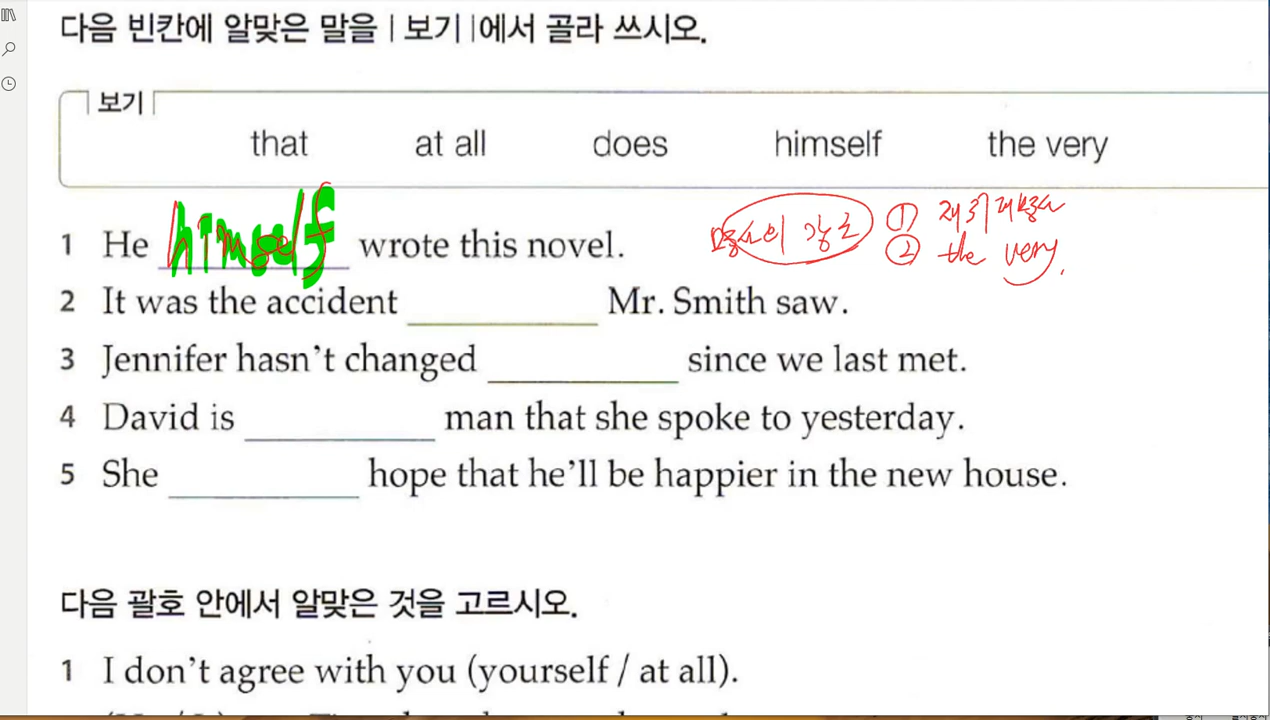 다음 빈칸에 알맞은 말을 | 보기 |에서 골라 쓰시오.
| 보기 |
that at all does himself the very
1 He himself wrote this novel.
명사의 강조 ① 재귀대명사
② the very
2 It was the accident ________ Mr. Smith saw.
3 Jennifer hasn't changed ________ since we last met.
4 David is ________ man that she spoke to yesterday.
5 She ________ hope that he'll be happier in the new house.
다음 괄호 안에서 알맞은 것을 고르시오.
1 I don't agree with you (yourself / at all).